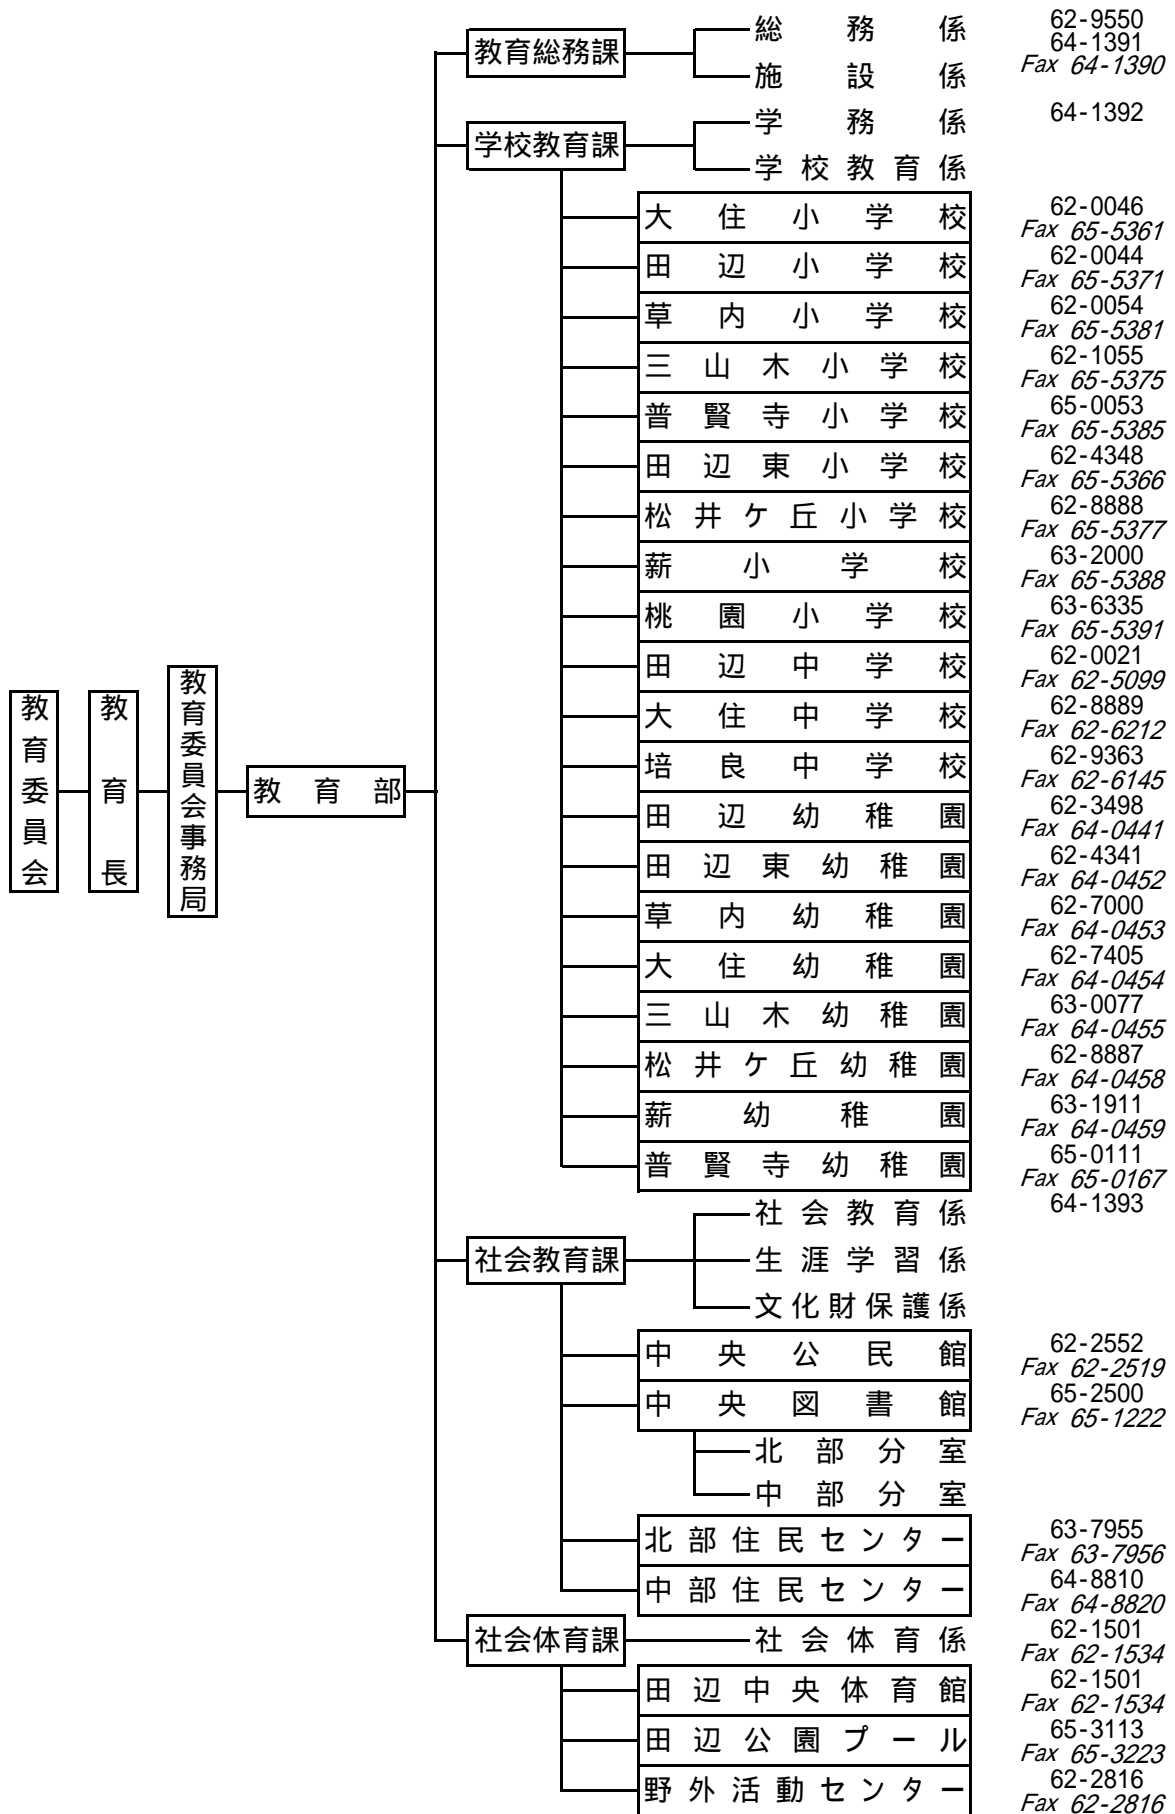 教育委員会
教育長
教育委員会事務局
教育部
教育総務課
総務係 62-9550
64-1391
Fax 64-1390
施設係
学校教育課
学務係 64-1392
学校教育係
大住小学校 62-0046
Fax 65-5361
田辺小学校 62-0044
Fax 65-5371
草内小学校 62-0054
Fax 65-5381
三山木小学校 62-1055
Fax 65-5375
普賢寺小学校 65-0053
Fax 65-5385
田辺東小学校 62-4348
Fax 65-5366
松井ケ丘小学校 62-8888
Fax 65-5377
薪小学校 63-2000
Fax 65-5388
桃園小学校 63-6335
Fax 65-5391
田辺中学校 62-0021
Fax 62-5099
大住中学校 62-8889
Fax 62-6212
培良中学校 62-9363
Fax 62-6145
田辺幼稚園 62-3498
Fax 64-0441
田辺東幼稚園 62-4341
Fax 64-0452
草内幼稚園 62-7000
Fax 64-0453
大住幼稚園 62-7405
Fax 64-0454
三山木幼稚園 63-0077
Fax 64-0455
松井ケ丘幼稚園 62-8887
Fax 64-0458
薪幼稚園 63-1911
Fax 64-0459
普賢寺幼稚園 65-0111
Fax 65-0167
社会教育課
社会教育係 64-1393
生涯学習係
文化財保護係
中央公民館 62-2552
Fax 62-2519
中央図書館 65-2500
Fax 65-1222
北部分室
中部分室
北部住民センター 63-7955
Fax 63-7956
中部住民センター 64-8810
Fax 64-8820
社会体育課
社会体育係 62-1501
Fax 62-1534
田辺中央体育館 62-1501
Fax 62-1534
田辺公園プール 65-3113
Fax 65-3223
野外活動センター 62-2816
Fax 62-2816